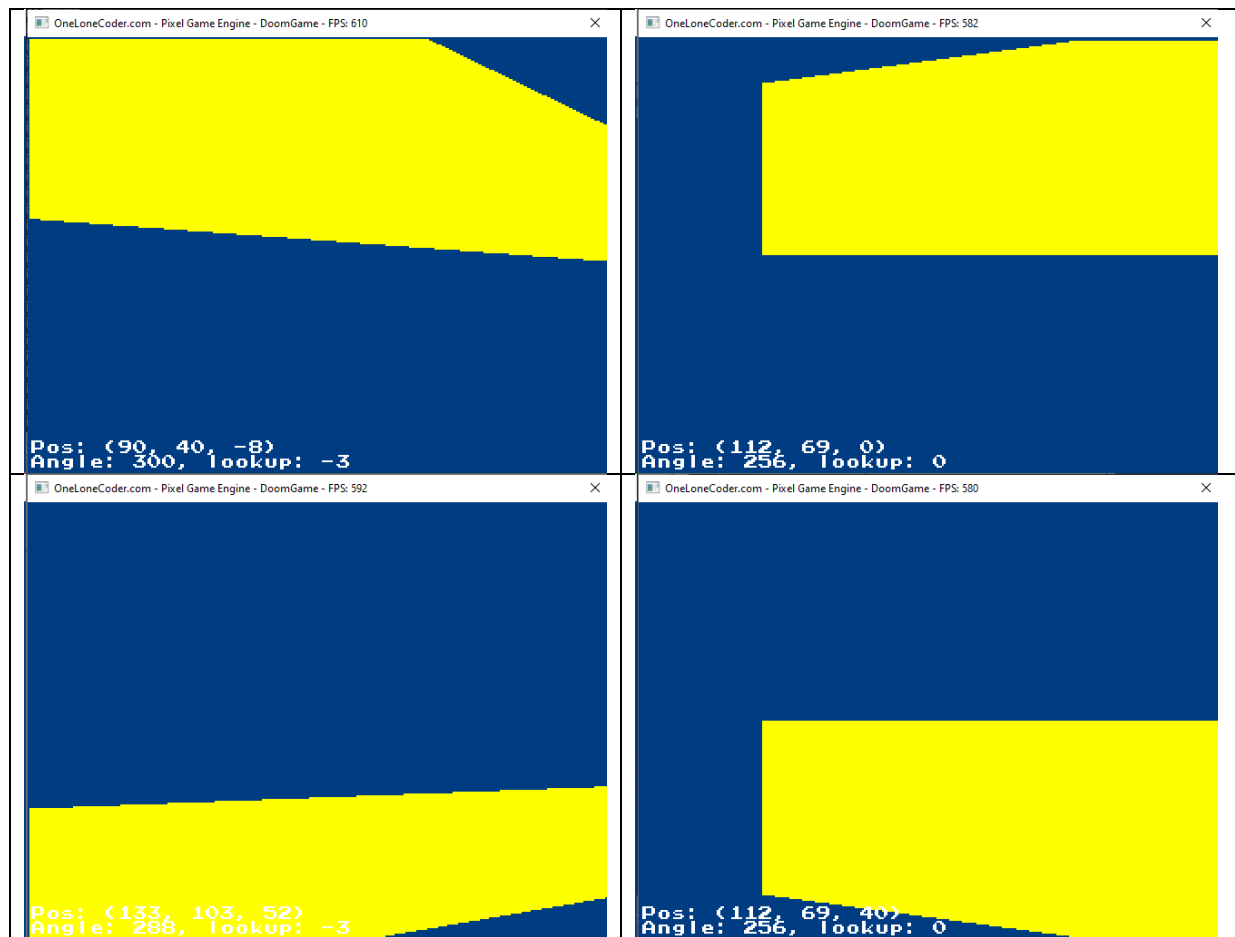 OneLoneCoder.com - Pixel Game Engine - DoomGame - FPS: 610
Pos: (90, 40, -8)
Angle: 300, lookup: -3
OneLoneCoder.com - Pixel Game Engine - DoomGame - FPS: 582
Pos: (112, 69, 0)
Angle: 256, lookup: 0
OneLoneCoder.com - Pixel Game Engine - DoomGame - FPS: 592
Pos: (133, 103, 52)
Angle: 288, lookup: -3
OneLoneCoder.com - Pixel Game Engine - DoomGame - FPS: 580
Pos: (112, 69, 40)
Angle: 256, lookup: 0